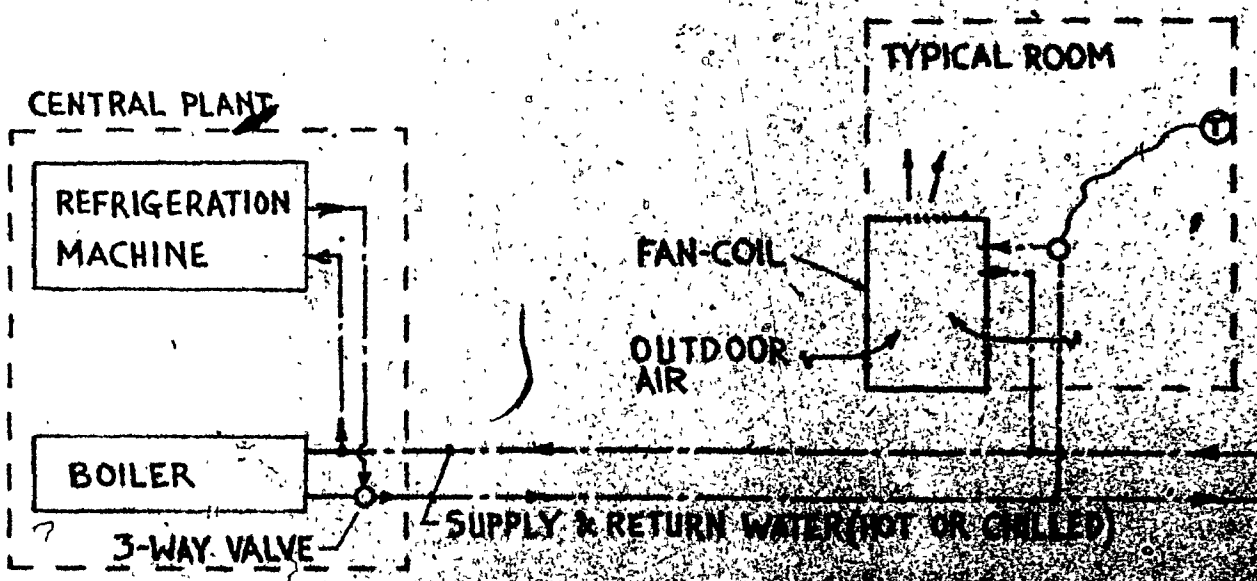 TYPICAL ROOM
CENTRAL PLANT
T
REFRIGERATION
MACHINE
FAN-COIL
OUTDOOR
AIR
BOILER
SUPPLY & RETURN WATER (HOT OR CHILLED)
3-WAY VALVE